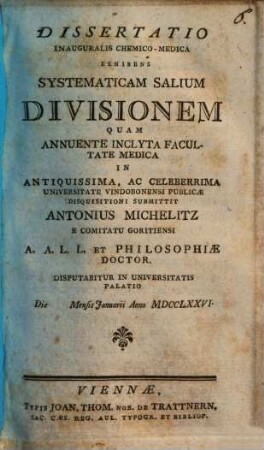 6.
DISSERTATIO
INAUGURALIS CHEMICO-MEDICA
EXHIBENS
SYSTEMATICAM SALIUM
DIVISIONEM
QUAM
ANNUENTE INCLYTA FACUL-
TATE MEDICA
IN
ANTIQUISSIMA, AC CELEBERRIMA
UNIVERSITATE VINDOBONENSI PUBLICÆ
DISQUISITIONI SUBMITTIT
ANTONIUS MICHELITZ
E COMITATU GORITIENSI
A. A. L. L. ET PHILOSOPHIÆ
DOCTOR.
DISPUTABITUR IN UNIVERSITATIS
PALATIO
Die Mensis Januarii Anno MDCCLXXVI.
VIENNÆ,
TYPIS JOAN. THOM. NOB. DE TRATTNERN,
SAC. CÆS. REG. AUL. TYPOGR. ET BIBLIOP.